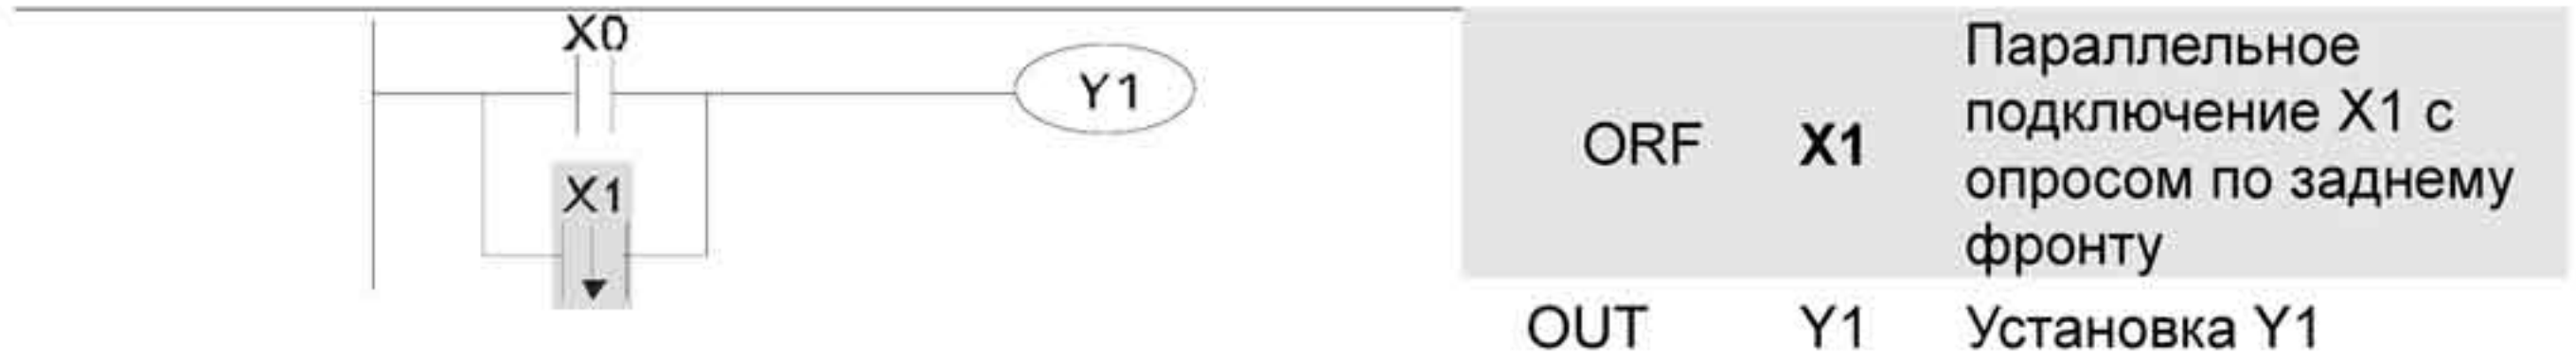 X0
Y1
X1
Параллельное
подключение X1 с
ORF X1
опросом по заднему
фронту
OUT Y1 Установка Y1